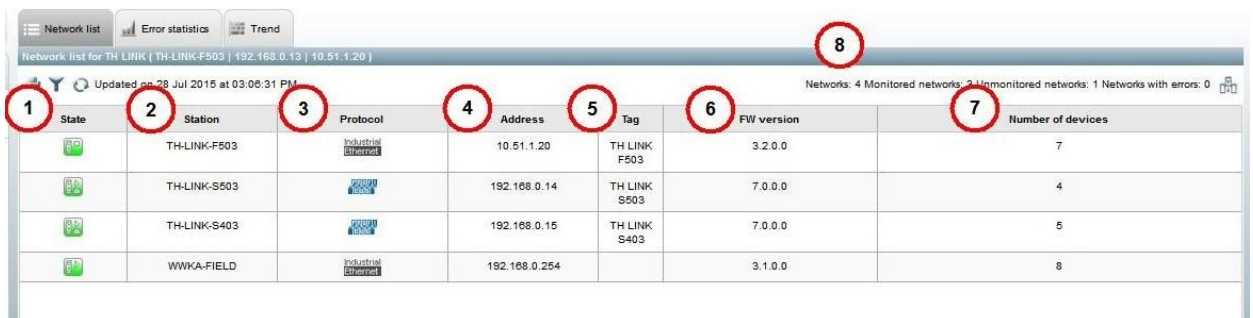 Network list Error statistics Trend
8
Network list for TH LINK ( TH-LINK-F503 | 192.168.0.13 | 10.51.1.20 )
Updated on 28 Jul 2015 at 03:06:31 PM Networks: 4 Monitored networks: 3 Unmonitored networks: 1 Networks with errors: 0
1 2 3 4 5 6 7
State Station Protocol Address Tag FW version Number of devices
TH-LINK-F503 Industrial Ethernet 10.51.1.20 TH LINK F503 3.2.0.0 7
TH-LINK-S503 192.168.0.14 TH LINK S503 7.0.0.0 4
TH-LINK-S403 192.168.0.15 TH LINK S403 7.0.0.0 5
WWKA-FIELD Industrial Ethernet 192.168.0.254 3.1.0.0 8